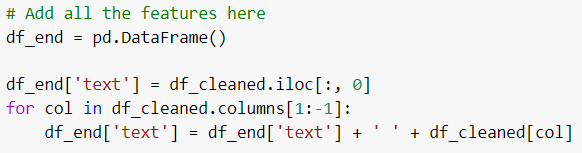 # Add all the features here
df_end = pd.DataFrame()

df_end['text'] = df_cleaned.iloc[:, 0]
for col in df_cleaned.columns[1:-1]:
    df_end['text'] = df_end['text'] + ' ' + df_cleaned[col]